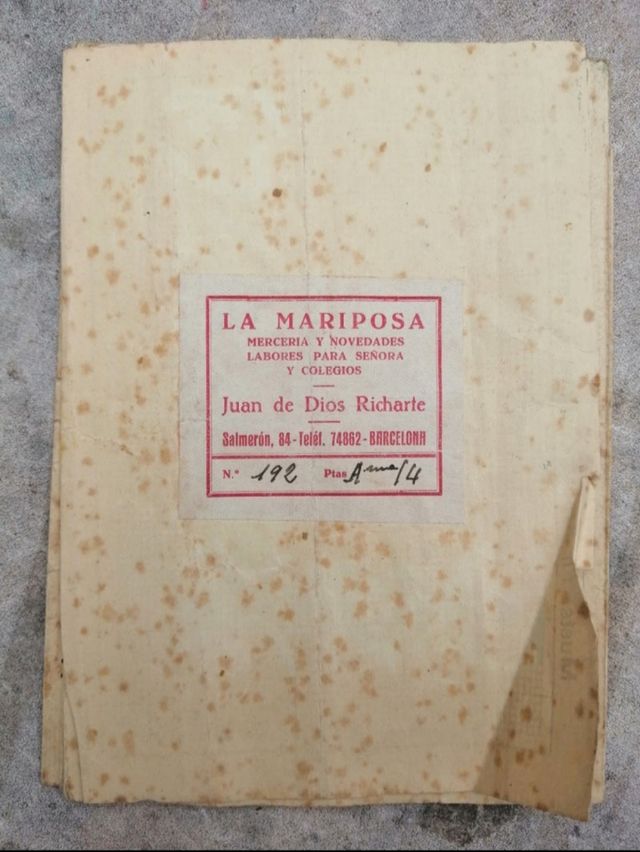 LA MARIPOSA
MERCERIA Y NOVEDADES
LABORES PARA SEÑORA
Y COLEGIOS
Juan de Dios Richarte
Salmerón, 84-Teléf. 74862-BARCELONA
N.º 192 Ptas A